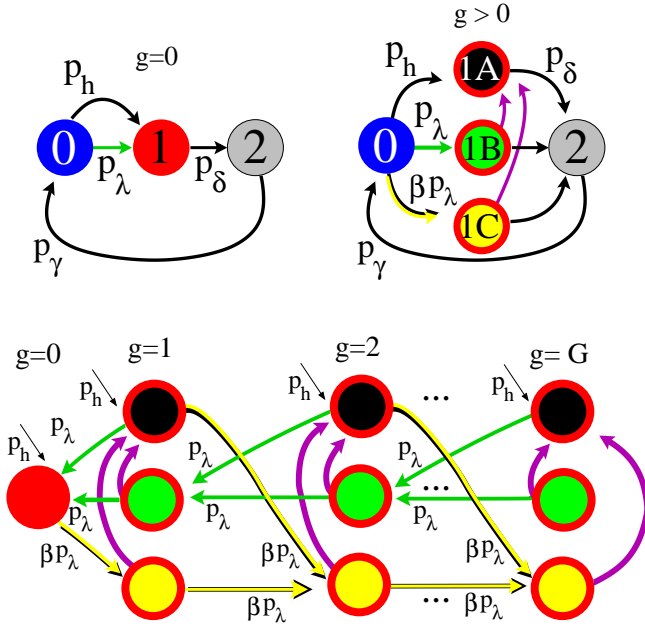 g=0
p_h
0
1
2
p_λ
p_δ
p_γ
g > 0
p_h
1A
p_δ
p_λ
0
1B
2
βp_λ
1C
p_γ
g=0
g=1
g=2
g= G
p_h
p_h
...
p_h
p_λ
p_h
p_λ
p_λ
...
p_λ
p_λ
p_λ
βp_λ
βp_λ
βp_λ
βp_λ
...
βp_λ